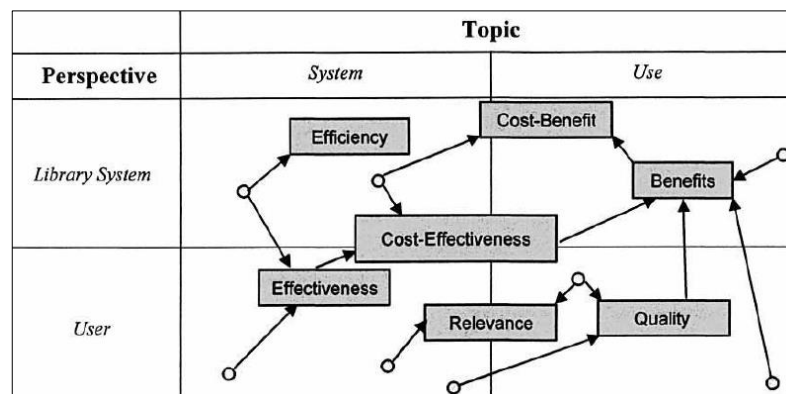 Topic
Perspective
System
Use
Cost-Benefit
Efficiency
Library System
Benefits
Cost-Effectiveness
Effectiveness
User
Relevance
Quality